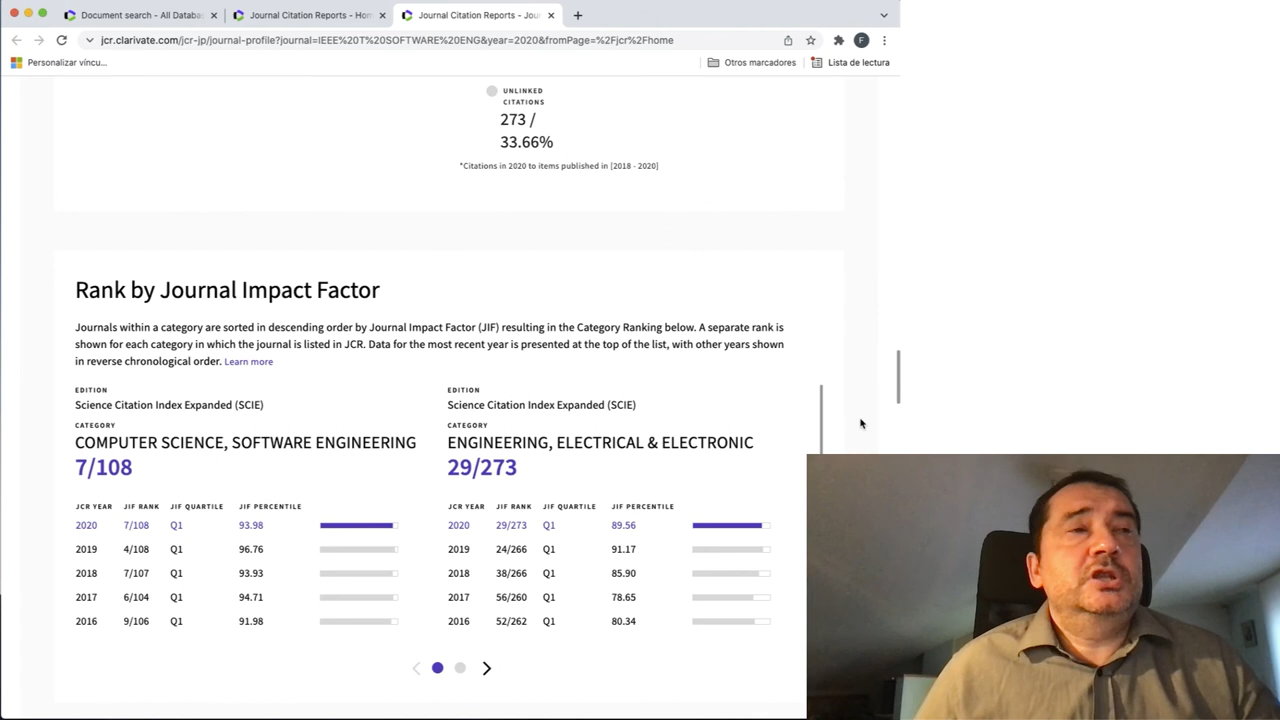 Document search - All Databa
Journal Citation Reports - Hom
Journal Citation Reports - Jou
jcr.clarivate.com/jcr-jp/journal-profile?journal=IEEE%20T%20SOFTWARE%20ENG&year=2020&fromPage=%2Fjcr%2Fhome
F
Personalizar víncu...
Otros marcadores
Lista de lectura
UNLINKED
CITATIONS
273 /
33.66%
*Citations in 2020 to items published in [2018 - 2020]
Rank by Journal Impact Factor
Journals within a category are sorted in descending order by Journal Impact Factor (JIF) resulting in the Category Ranking below. A separate rank is
shown for each category in which the journal is listed in JCR. Data for the most recent year is presented at the top of the list, with other years shown
in reverse chronological order. Learn more
EDITION
Science Citation Index Expanded (SCIE)
CATEGORY
COMPUTER SCIENCE, SOFTWARE ENGINEERING
7/108
JCR YEAR JIF RANK JIF QUARTILE JIF PERCENTILE
2020 7/108 Q1 93.98
2019 4/108 Q1 96.76
2018 7/107 Q1 93.93
2017 6/104 Q1 94.71
2016 9/106 Q1 91.98
EDITION
Science Citation Index Expanded (SCIE)
CATEGORY
ENGINEERING, ELECTRICAL & ELECTRONIC
29/273
JCR YEAR JIF RANK JIF QUARTILE JIF PERCENTILE
2020 29/273 Q1 89.56
2019 24/266 Q1 91.17
2018 38/266 Q1 85.90
2017 56/260 Q1 78.65
2016 52/262 Q1 80.34